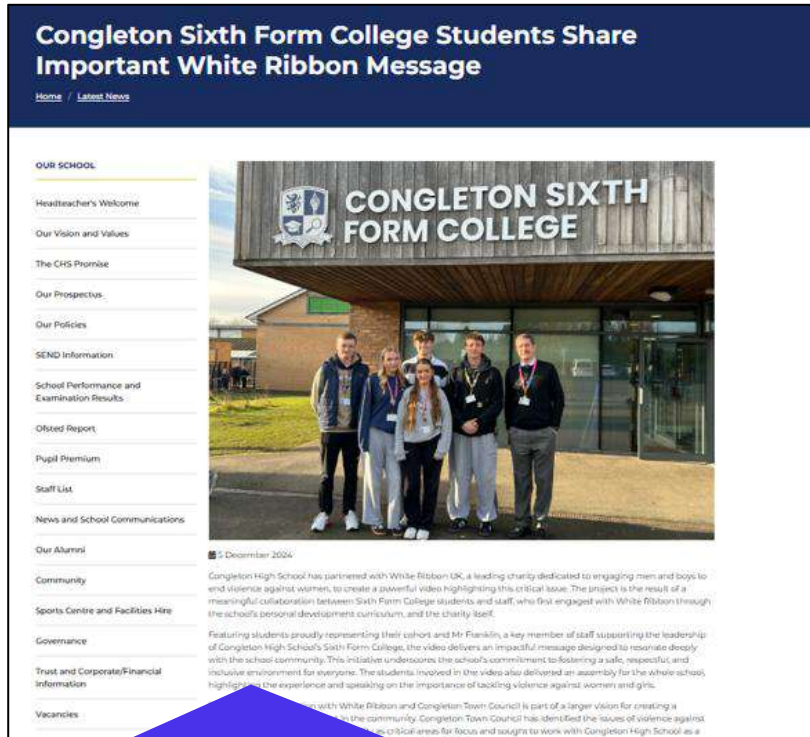 Congleton Sixth Form College Students Share
Important White Ribbon Message
Home / Latest News
OUR SCHOOL
Headteacher's Welcome
Our Vision and Values
The CHS Promise
Our Prospectus
Our Policies
SEND Information
School Performance and
Examination Results
Ofsted Report
Pupil Premium
Staff List
News and School Communications
Our Alumni
Community
Sports Centre and Facilities Hire
Governance
Trust and Corporate/Financial
Information
Vacancies
CONGLETON SIXTH
FORM COLLEGE
5 December 2024
Congleton High School has partnered with White Ribbon UK, a leading charity dedicated to engaging men and boys to
end violence against women, to create a powerful video highlighting this critical issue. The project is the result of a
meaningful collaboration between Sixth Form College students and staff, who first engaged with White Ribbon through
the school's personal development curriculum, and the charity itself.
Featuring students proudly representing their cohort and Mr Franklin, a key member of staff supporting the leadership
of Congleton High School's Sixth Form College, the video delivers an impactful message designed to resonate deeply
with the school community. This initiative underscores the school's commitment to fostering a safe, respectful, and
inclusive environment for everyone. The students involved in the video also delivered an assembly for the whole school,
highlighting the experience and speaking on the importance of tackling violence against women and girls.
with White Ribbon and Congleton Town Council is part of a larger vision for creating a
in the community. Congleton Town Council has identified the issues of violence against
as critical areas for focus and sought to work with Congleton High School as a